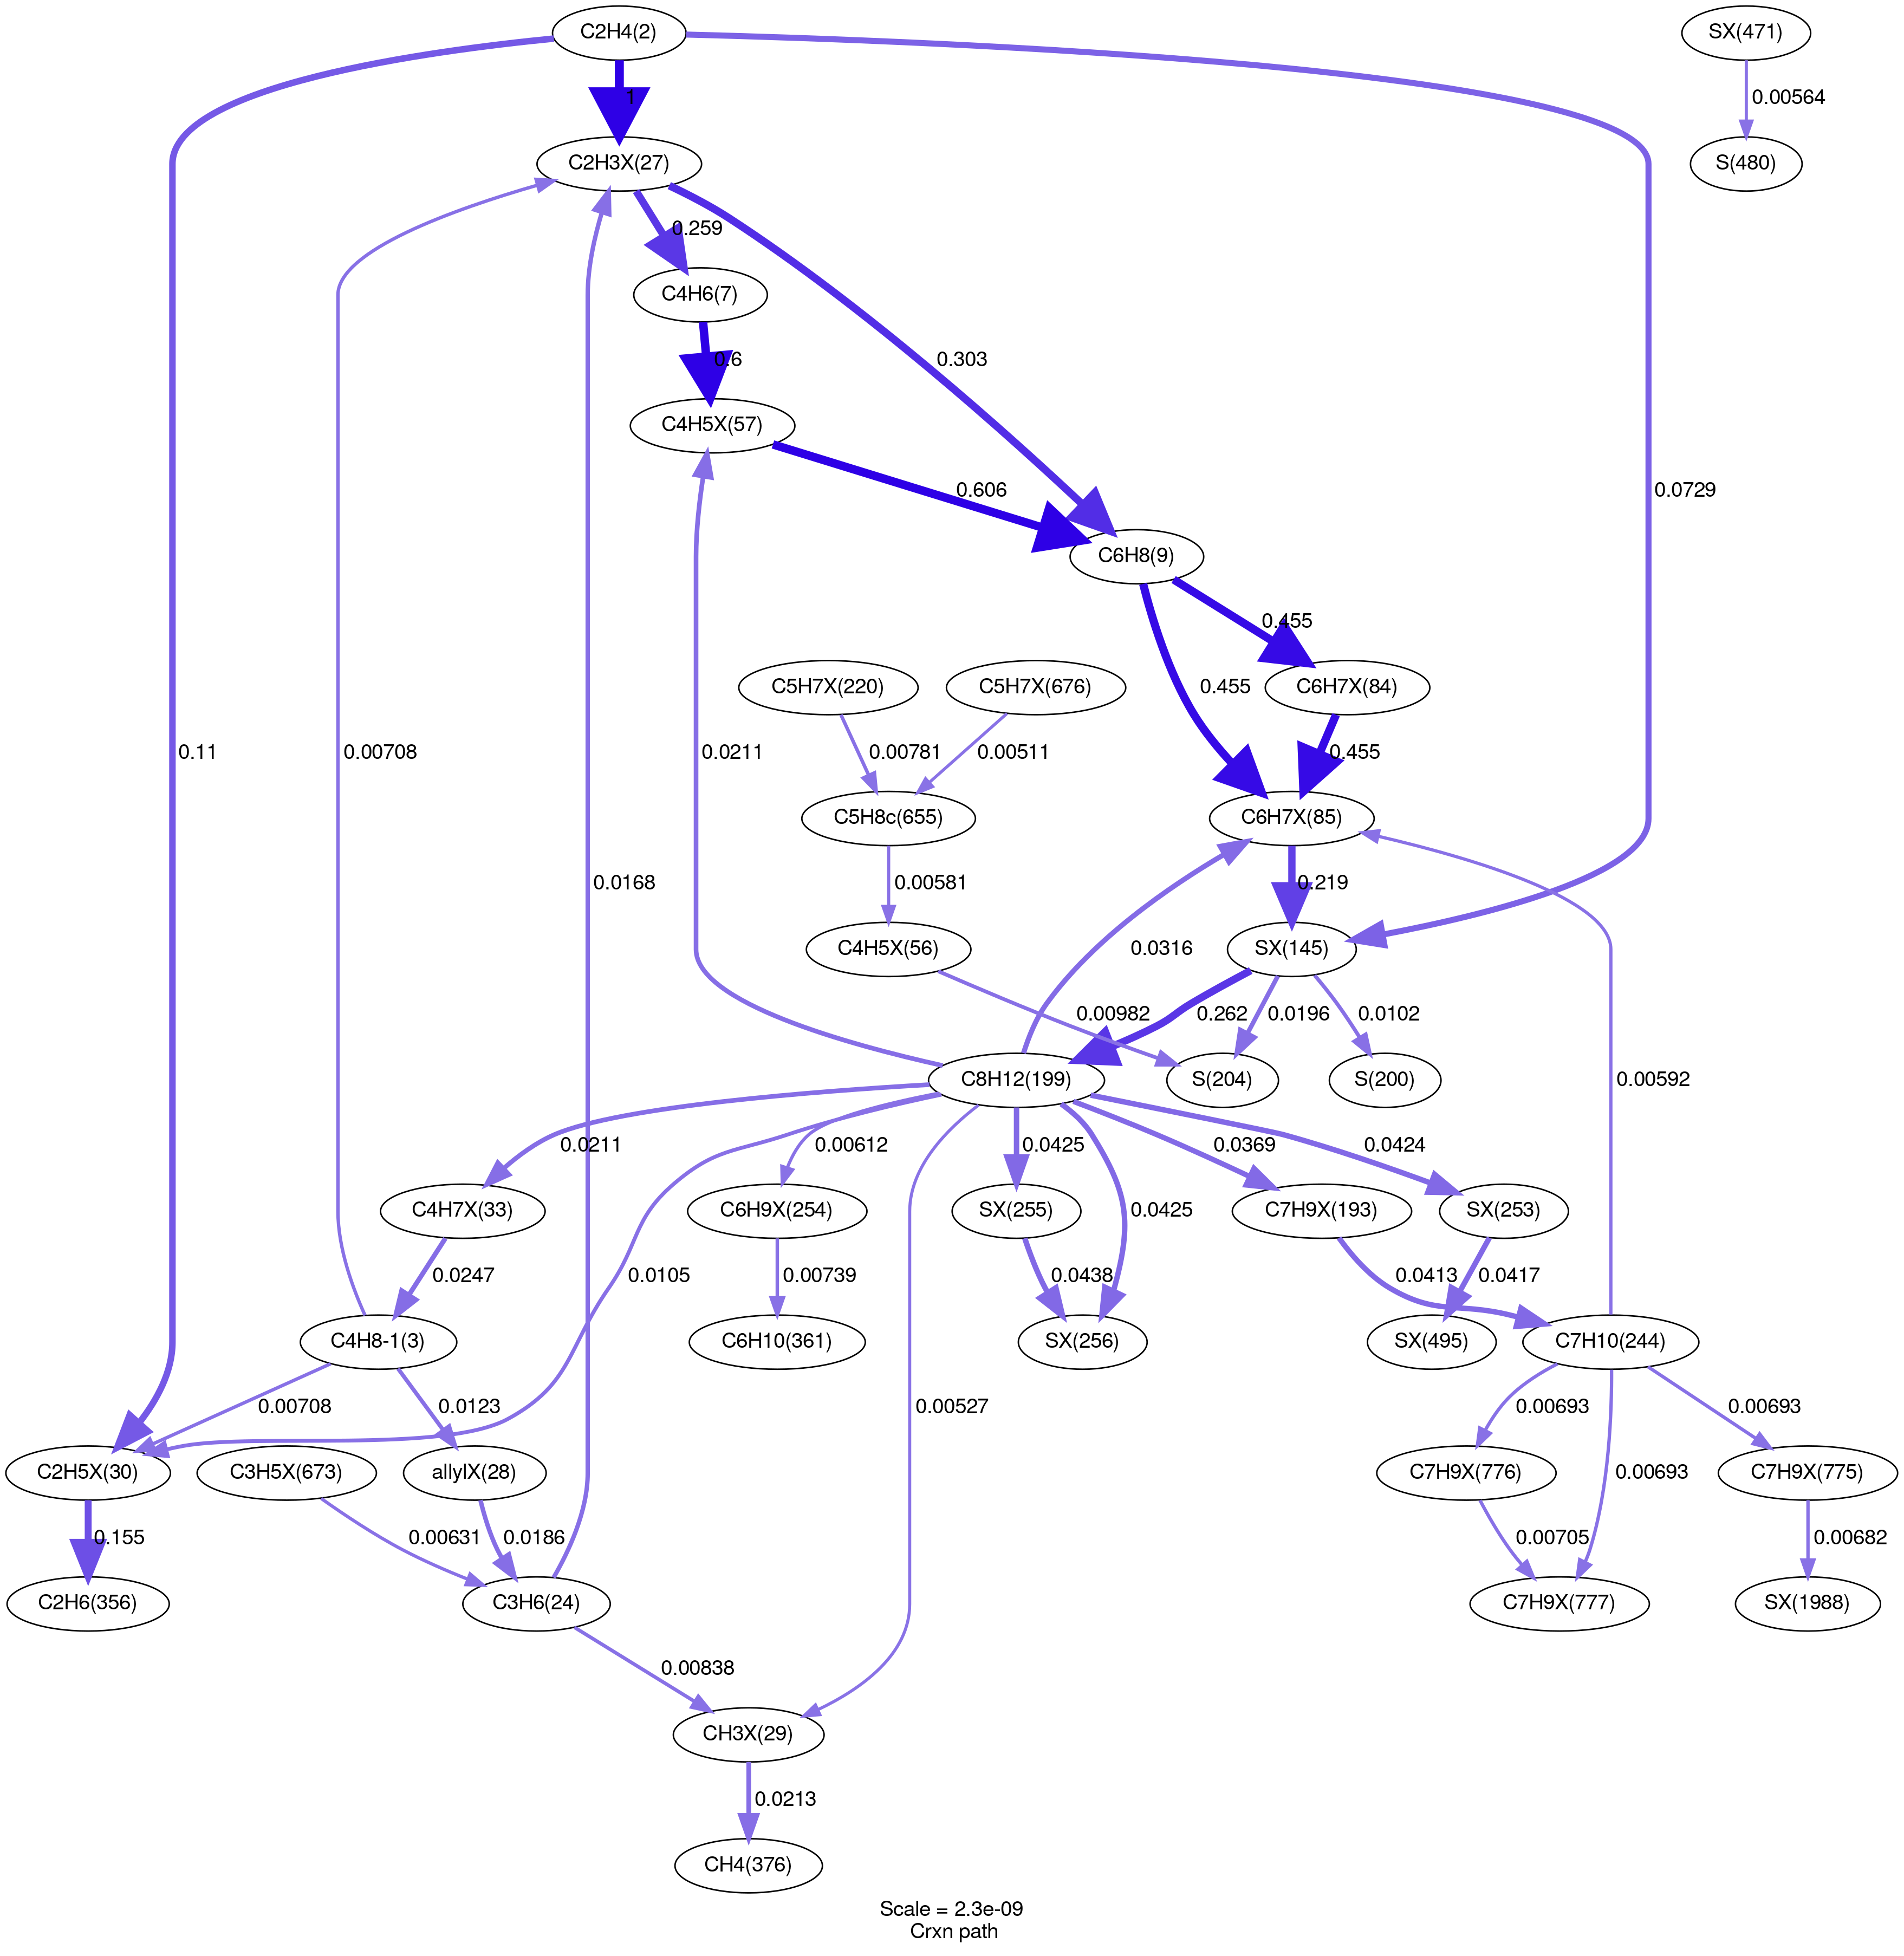 C2H4(2)
SX(471)
1
0.00564
C2H3X(27)
S(480)
0.259
C4H6(7)
0.6
0.303
C4H5X(57)
0.606
0.0729
C6H8(9)
0.455
C5H7X(220)
C5H7X(676)
0.455
C6H7X(84)
0.11
0.00708
0.0211
0.00781
0.00511
0.455
C5H8c(655)
C6H7X(85)
0.0168
0.00581
0.219
C4H5X(56)
0.0316
SX(145)
0.00982
0.262
0.0196
0.0102
C8H12(199)
S(204)
S(200)
0.00592
0.0211
0.00612
0.0425
0.0369
0.0424
C4H7X(33)
C6H9X(254)
SX(255)
0.0425
C7H9X(193)
SX(253)
0.0247
0.0105
0.00739
0.0438
0.0413
0.0417
C4H8-1(3)
C6H10(361)
SX(256)
SX(495)
C7H10(244)
0.00708
0.0123
0.00527
0.00693
0.00693
C2H5X(30)
C3H5X(673)
allylX(28)
C7H9X(776)
0.00693
C7H9X(775)
0.155
0.00631
0.0186
0.00705
0.00682
C2H6(356)
C3H6(24)
C7H9X(777)
SX(1988)
0.00838
CH3X(29)
0.0213
CH4(376)
Scale = 2.3e-09
Crxn path